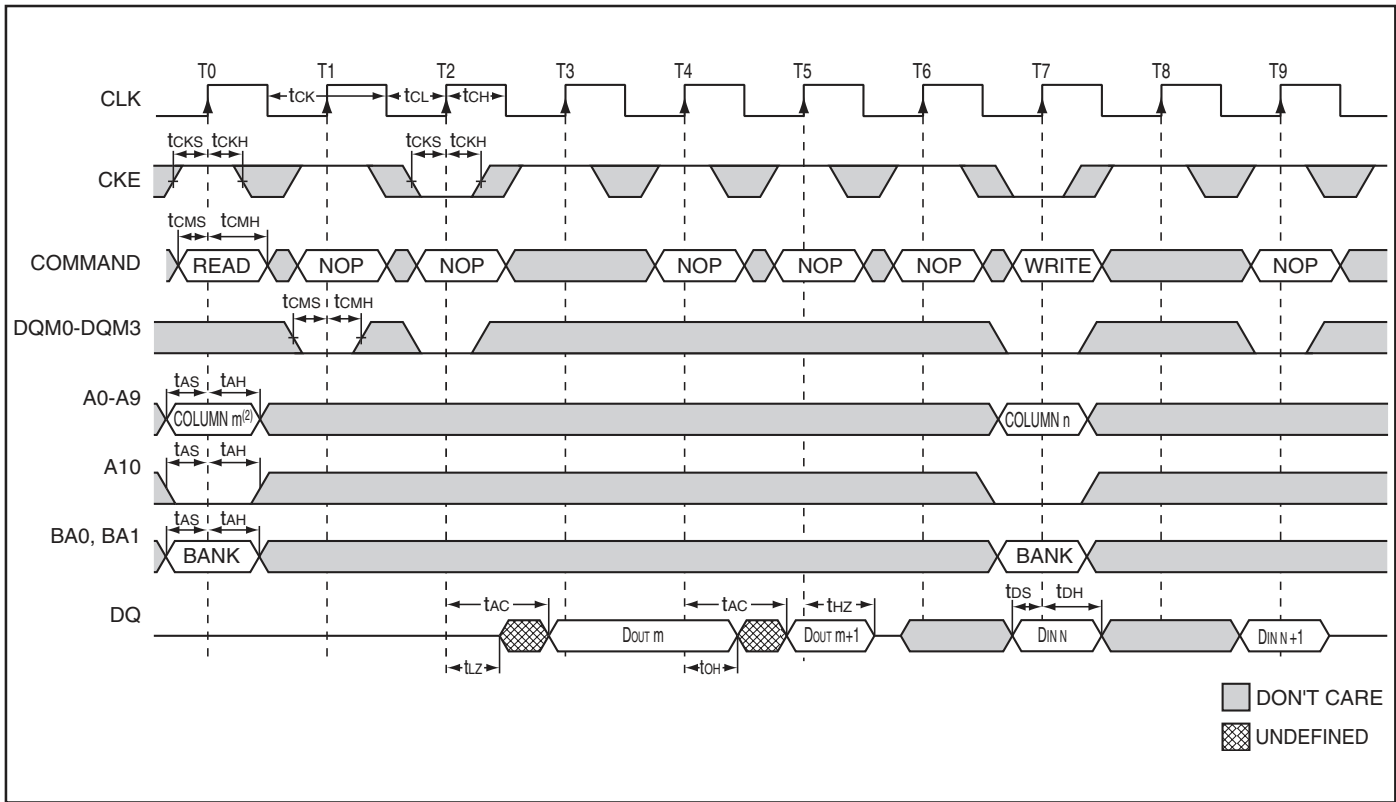 T0 T1 T2 T3 T4 T5 T6 T7 T8 T9
CLK tCK tCL tCH
tCKS tCKH tCKS tCKH
CKE
tCMS tCMH
COMMAND READ NOP NOP NOP NOP NOP WRITE NOP
tCMS tCMH
DQM0-DQM3
tAS tAH
A0-A9 COLUMN m(2) COLUMN n
tAS tAH
A10
tAS tAH
BA0, BA1 BANK BANK
tAC tAC tHZ tDS tDH
DQ DOUT m DOUT m+1 DIN N DIN N+1
tLZ tOH
DON'T CARE
UNDEFINED